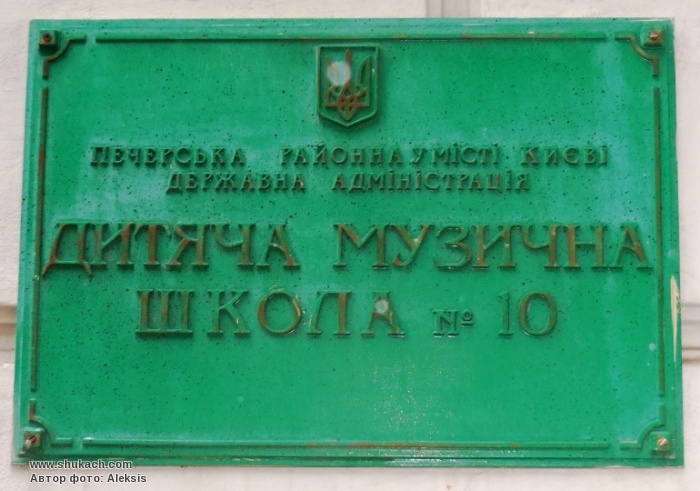 ПЕЧЕРСЬКА РАЙОННА У МІСТІ КИЄВІ
ДЕРЖАВНА АДМІНІСТРАЦІЯ
ДИТЯЧА МУЗИЧНА
ШКОЛА № 10
www.shukach.com
Автор фото: Aleksis